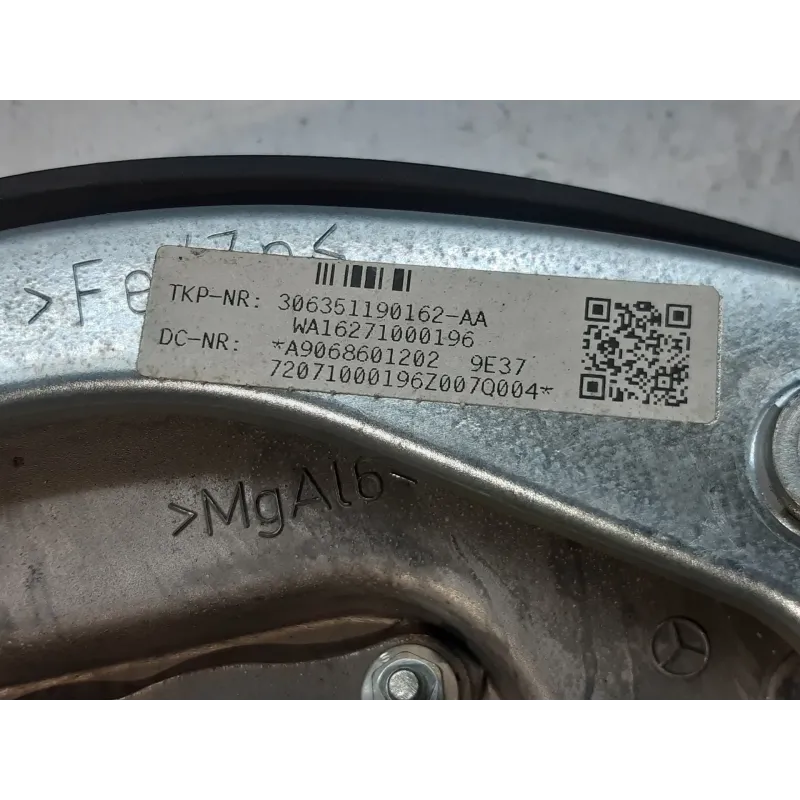 TKP-NR: 306351190162-AA
WA16271000196
DC-NR: *A9068601202 9E37
72071000196Z007Q004*
>MgAl6<